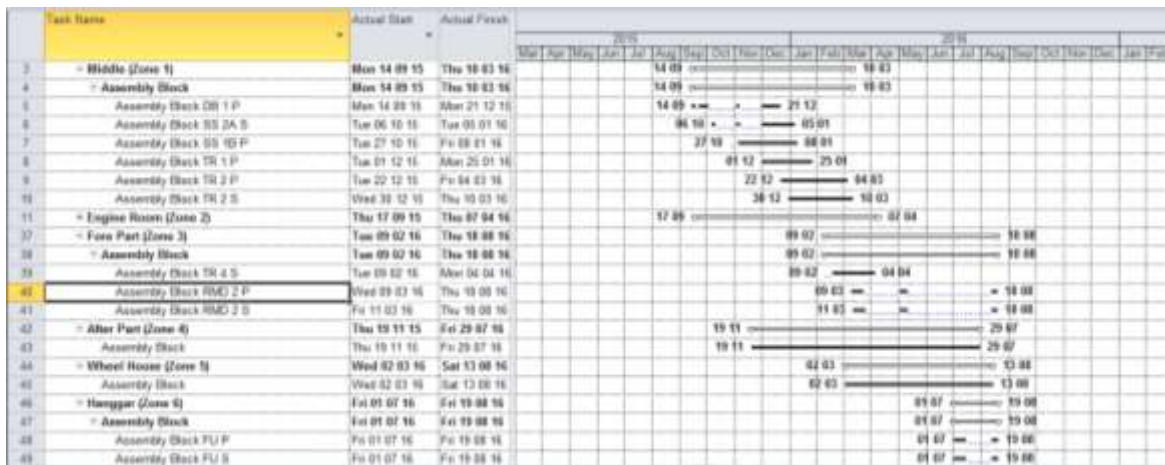 Task Name Actual Start Actual Finish
2015 2016
Mar Apr May Jun Jul Aug Sep Oct Nov Dec Jan Feb Mar Apr May Jun Jul Aug Sep Oct Nov Dec Jan
3 Middle (Zone 1) Mon 14 09 15 Thu 10 03 16 14 09 10 03
4 Assembly Block Mon 14 09 15 Thu 10 03 16 14 09 10 03
5 Assembly Block DB 1 P Mon 14 09 15 Mon 21 12 15 14 09 21 12
6 Assembly Block SS 2A S Tue 06 10 15 Tue 05 01 16 06 10 05 01
7 Assembly Block SS 1B P Tue 27 10 15 Fri 08 01 16 27 10 08 01
8 Assembly Block TR 1 P Tue 01 12 15 Mon 25 01 16 01 12 25 01
9 Assembly Block TR 2 P Tue 22 12 15 Fri 04 03 16 22 12 04 03
10 Assembly Block TR 2 S Wed 30 12 15 Thu 10 03 16 30 12 10 03
11 Engine Room (Zone 2) Thu 17 09 15 Thu 07 04 16 17 09 07 04
37 Fore Part (Zone 3) Tue 09 02 16 Thu 18 08 16 09 02 18 08
38 Assembly Block Tue 09 02 16 Thu 18 08 16 09 02 18 08
39 Assembly Block TR 4 S Tue 09 02 16 Mon 04 04 16 09 02 04 04
40 Assembly Block RMD 2 P Wed 09 03 16 Thu 18 08 16 09 03 18 08
41 Assembly Block RMD 2 S Fri 11 03 16 Thu 18 08 16 11 03 18 08
42 After Part (Zone 4) Thu 19 11 15 Fri 29 07 16 19 11 29 07
43 Assembly Block Thu 19 11 15 Fri 29 07 16 19 11 29 07
44 Wheel House (Zone 5) Wed 02 03 16 Sat 13 08 16 02 03 13 08
45 Assembly Block Wed 02 03 16 Sat 13 08 16 02 03 13 08
46 Hanggar (Zone 6) Fri 01 07 16 Fri 19 08 16 01 07 19 08
47 Assembly Block Fri 01 07 16 Fri 19 08 16 01 07 19 08
48 Assembly Block FU P Fri 01 07 16 Fri 19 08 16 01 07 19 08
49 Assembly Block FU S Fri 01 07 16 Fri 19 08 16 01 07 19 08